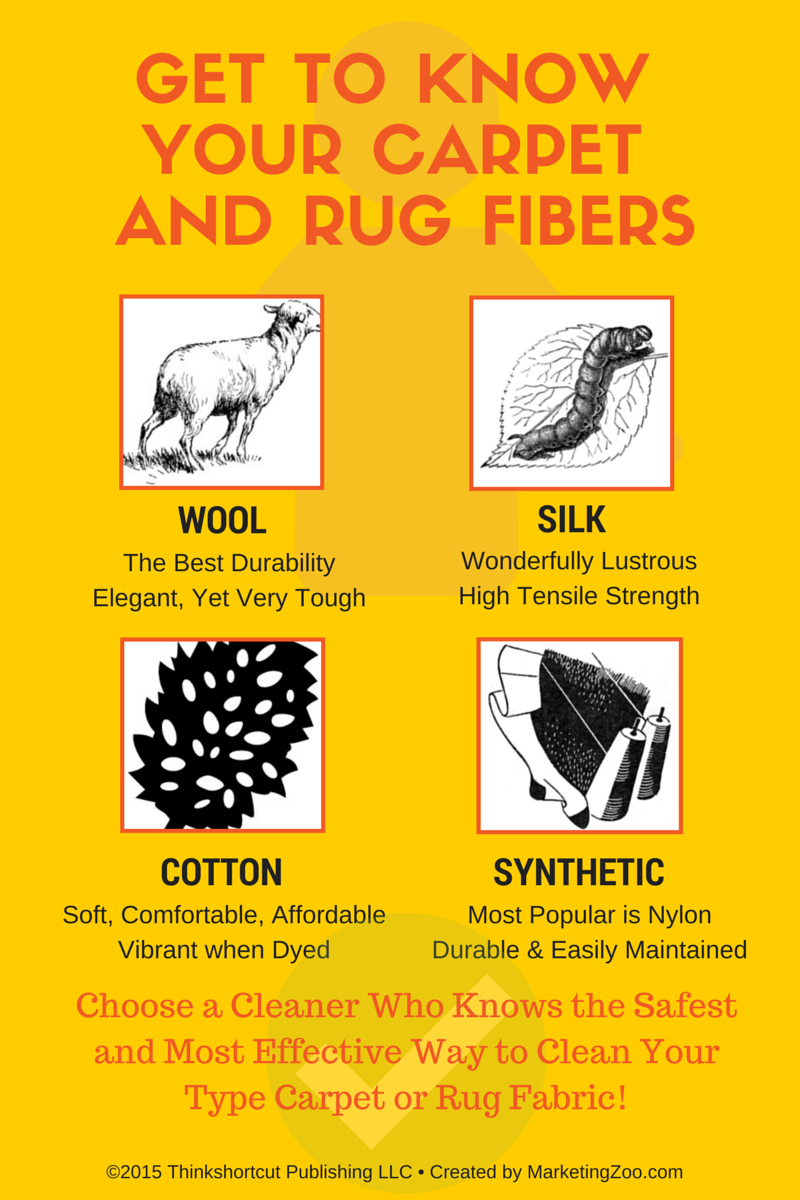 GET TO KNOW
YOUR CARPET
AND RUG FIBERS
WOOL
The Best Durability
Elegant, Yet Very Tough
SILK
Wonderfully Lustrous
High Tensile Strength
COTTON
Soft, Comfortable, Affordable
Vibrant when Dyed
SYNTHETIC
Most Popular is Nylon
Durable & Easily Maintained
Choose a Cleaner Who Knows the Safest
and Most Effective Way to Clean Your
Type Carpet or Rug Fabric!
©2015 Thinkshortcut Publishing LLC • Created by MarketingZoo.com